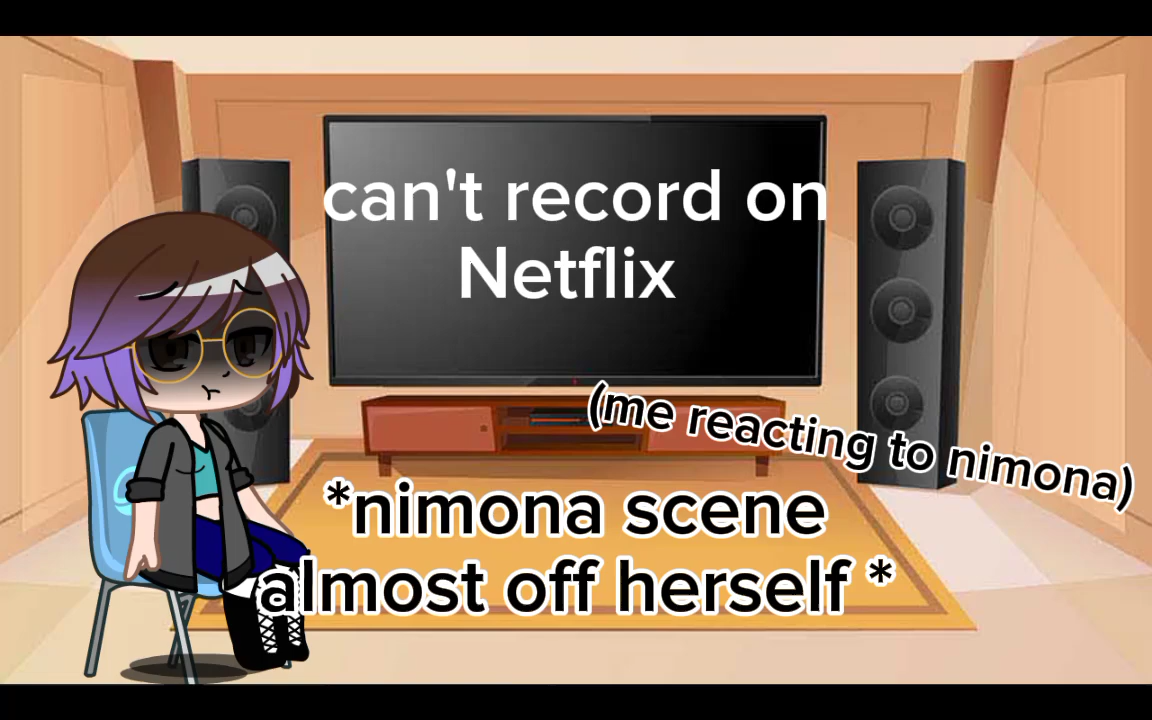 can't record on
Netflix
(me reacting to nimona)
*nimona scene
almost off herself *